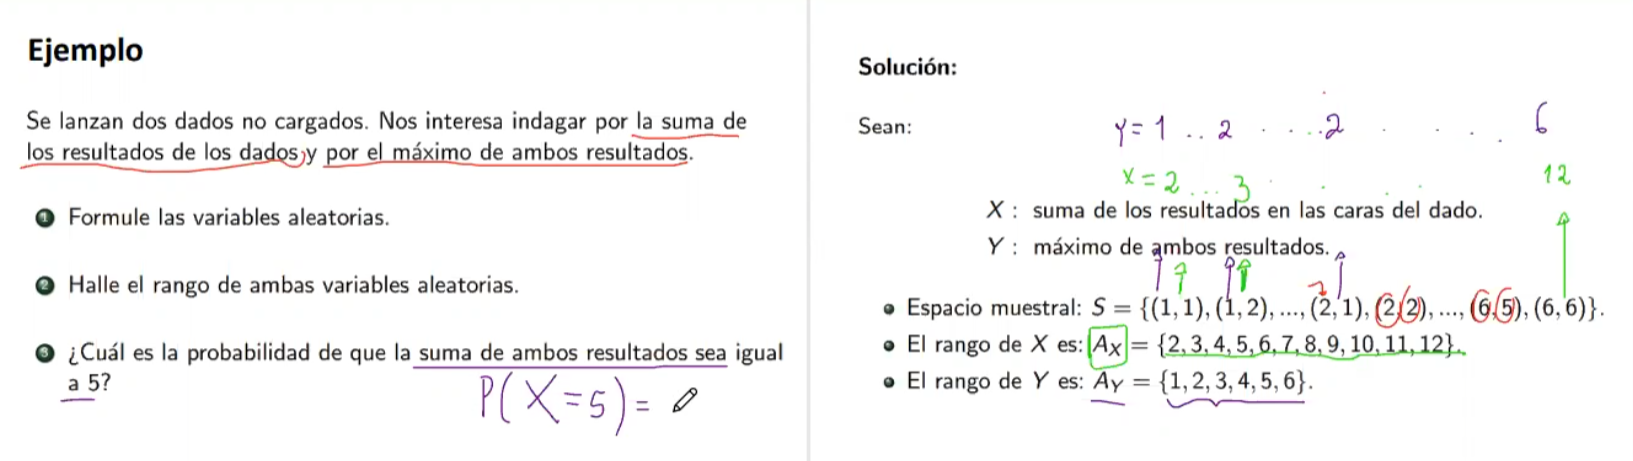 Ejemplo
Se lanzan dos dados no cargados. Nos interesa indagar por la suma de
los resultados de los dados y por el máximo de ambos resultados.
1 Formule las variables aleatorias.
2 Halle el rango de ambas variables aleatorias.
3 ¿Cuál es la probabilidad de que la suma de ambos resultados sea igual
a 5?
P(X=5)=
Solución:
Sean:
Y=1 .. 2 . . . . 2 . . . 6
X=2 ... 3 . . . 12
X : suma de los resultados en las caras del dado.
Y : máximo de ambos resultados.
• Espacio muestral: S = {(1, 1), (1, 2), ..., (2, 1), (2, 2), ..., (6, 5), (6, 6)}.
• El rango de X es: A_X = {2, 3, 4, 5, 6, 7, 8, 9, 10, 11, 12}.
• El rango de Y es: A_Y = {1, 2, 3, 4, 5, 6}.